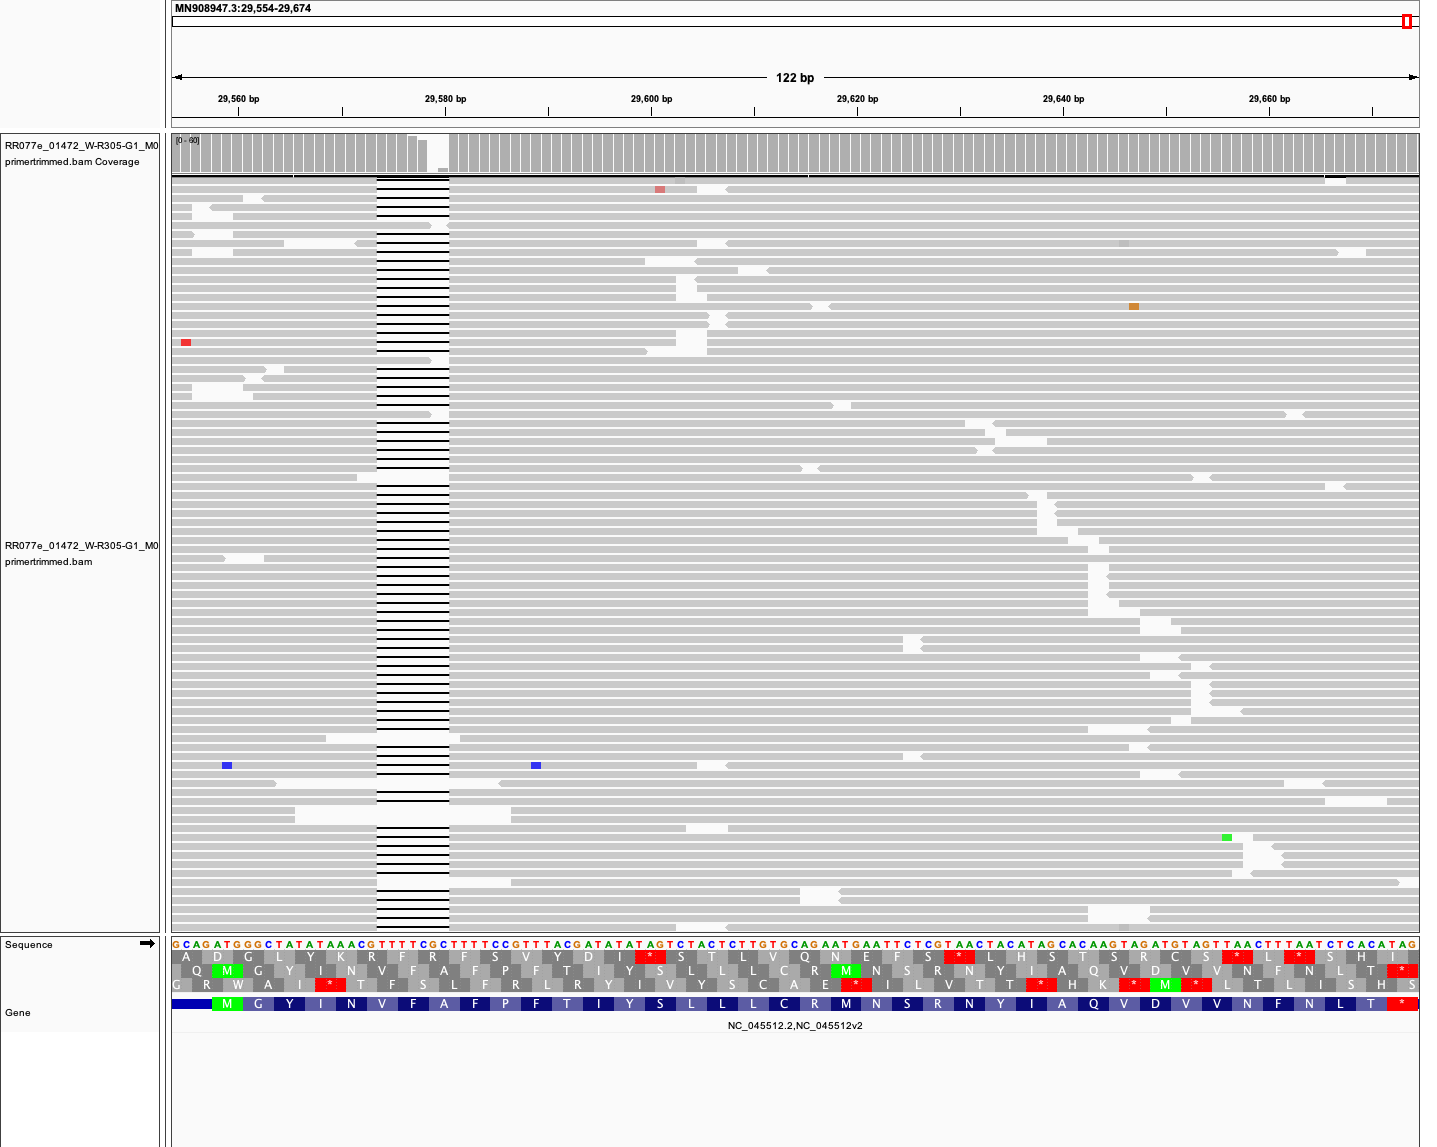 MN908947.3:29,554-29,674
122 bp
29,560 bp 29,580 bp 29,600 bp 29,620 bp 29,640 bp 29,660 bp
RR077e_01472_W-R305-G1_M0
primertrimmed.bam Coverage
[0 - 60]
RR077e_01472_W-R305-G1_M0
primertrimmed.bam
Sequence
GCAGATGGGCTATATAAACGTTTTCGCTTTTCCGTTTACGATATATAGTCTACTCTTGTGCAGAATGAATTCTCGTAACTACATAGCACAAGTAGATGTAGTTAACTTTAATCTCACATAG
A D G L Y K R F R F S V Y D I * S T L V Q N E F S * L H S T S R C S * L * S H I
Q M G Y I N V F A F P F T I Y S L L L C R M N S R N Y I A Q V D V V N F N L T *
G R W A I * T F S L F R L R Y I V Y S C A E * I L V T T * H K * M * L T L I S H S
Gene
M G Y I N V F A F P F T I Y S L L L C R M N S R N Y I A Q V D V V N F N L T *
NC_045512.2,NC_045512v2